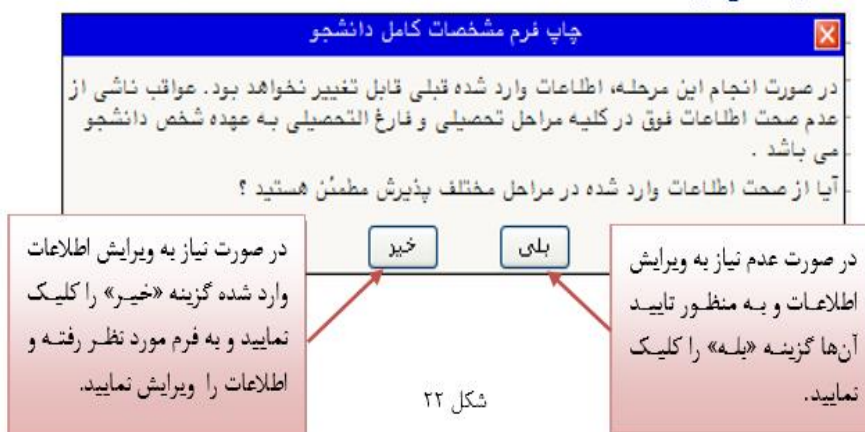 چاپ فرم مشخصات کامل دانشجو
در صورت انجام این مرحله، اطلاعات وارد شده قبلی قابل تغییر نخواهد بود. عواقب ناشی از
عدم صحت اطلاعات فوق در کلیه مراحل تحصیلی و فارغ التحصیلی به عهده شخص دانشجو
می باشد .
آیا از صحت اطلاعات وارد شده در مراحل مختلف پذیرش مطمئن هستید ؟
بلی
خیر
در صورت عدم نیاز به ویرایش
اطلاعات و به منظور تایید
آن‌ها گزینه «بله» را کلیک
نمایید.
در صورت نیاز به ویرایش اطلاعات
وارد شده گزینه «خیر» را کلیک
نمایید و به فرم مورد نظر رفته و
اطلاعات را ویرایش نمایید.
شکل ۲۲